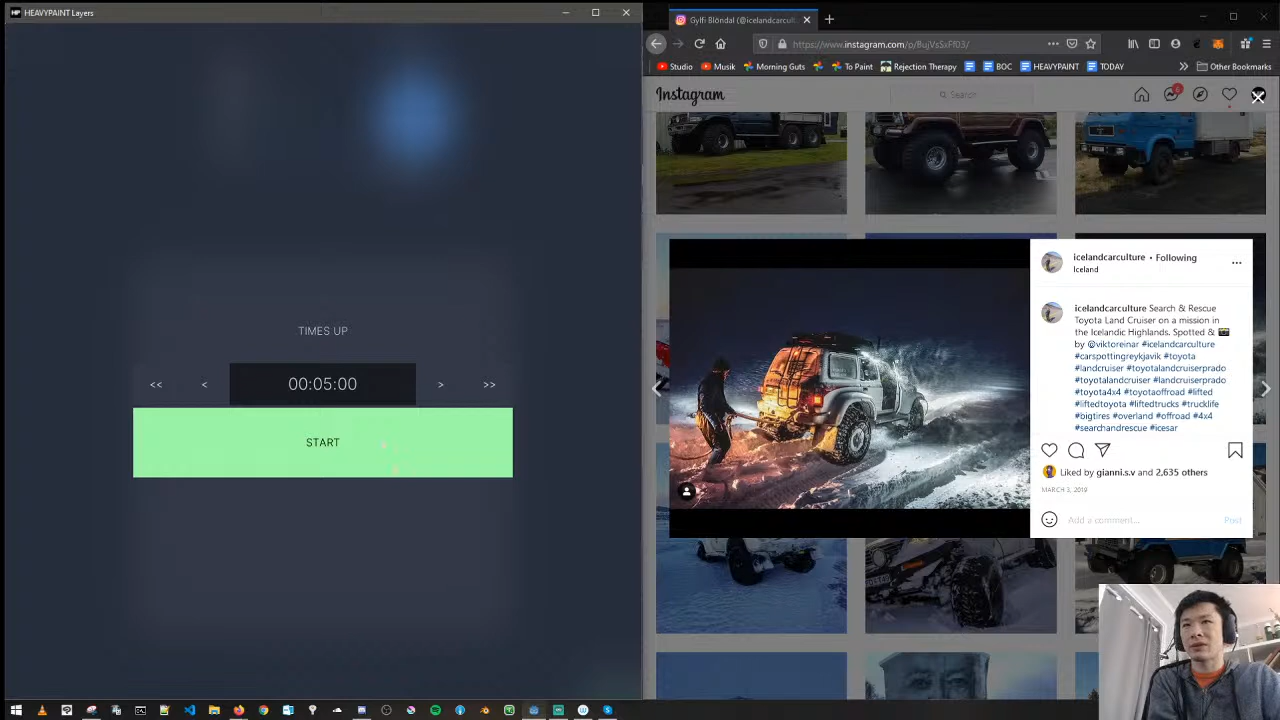 HP HEAVYPAINT Layers
TIMES UP
<< < 00:05:00 > >>
START
Gylfi Blöndal (@icelandcarcult
https://www.instagram.com/p/BujVsSxFf03/
Studio Musik Morning Guts To Paint Rejection Therapy BOC HEAVYPAINT TODAY >> Other Bookmarks
Instagram
Search
6
icelandcarculture • Following
Iceland
icelandcarculture Search & Rescue
Toyota Land Cruiser on a mission in
the Icelandic Highlands. Spotted & 📷
by @viktoreinar #icelandcarculture
#carspottingreykjavik #toyota
#landcruiser #toyotalandcruiserprado
#toyotalandcruiser #landcruiserprado
#toyota4x4 #toyotaoffroad #lifted
#liftedtoyota #liftedtrucks #trucklife
#bigtires #overland #offroad #4x4
#searchandrescue #icesar
Liked by gianni.s.v and 2,635 others
MARCH 3, 2019
Add a comment...
Post